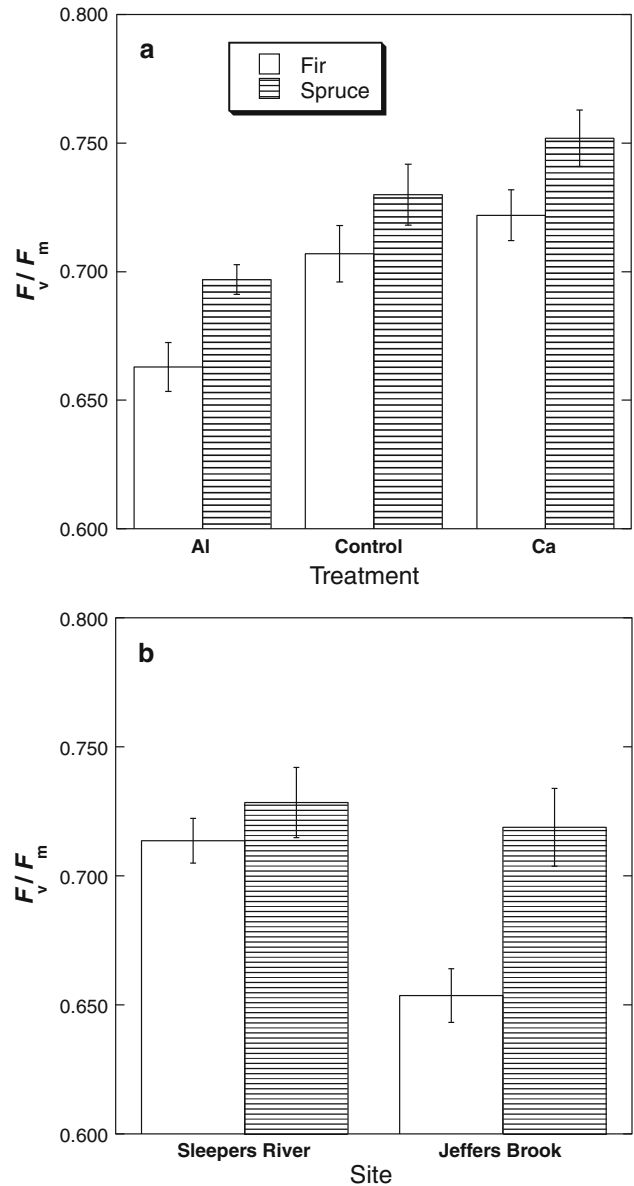 0.800
a
Fir
Spruce
0.750
0.700
0.650
0.600
Fv / Fm
Al Control Ca
Treatment
0.800
b
0.750
0.700
0.650
0.600
Fv / Fm
Sleepers River Jeffers Brook
Site